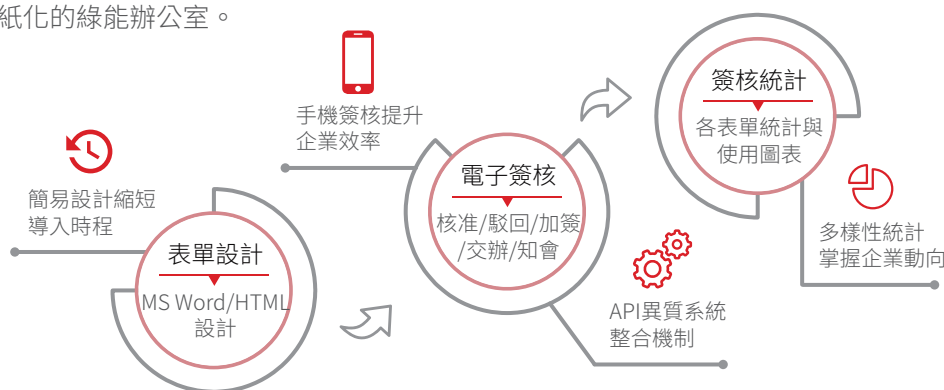 紙化的綠能辦公室。
簡易設計縮短
導入時程
表單設計
MS Word/HTML
設計
手機簽核提升
企業效率
電子簽核
核准/駁回/加簽
/交辦/知會
API異質系統
整合機制
簽核統計
各表單統計與
使用圖表
多樣性統計
掌握企業動向